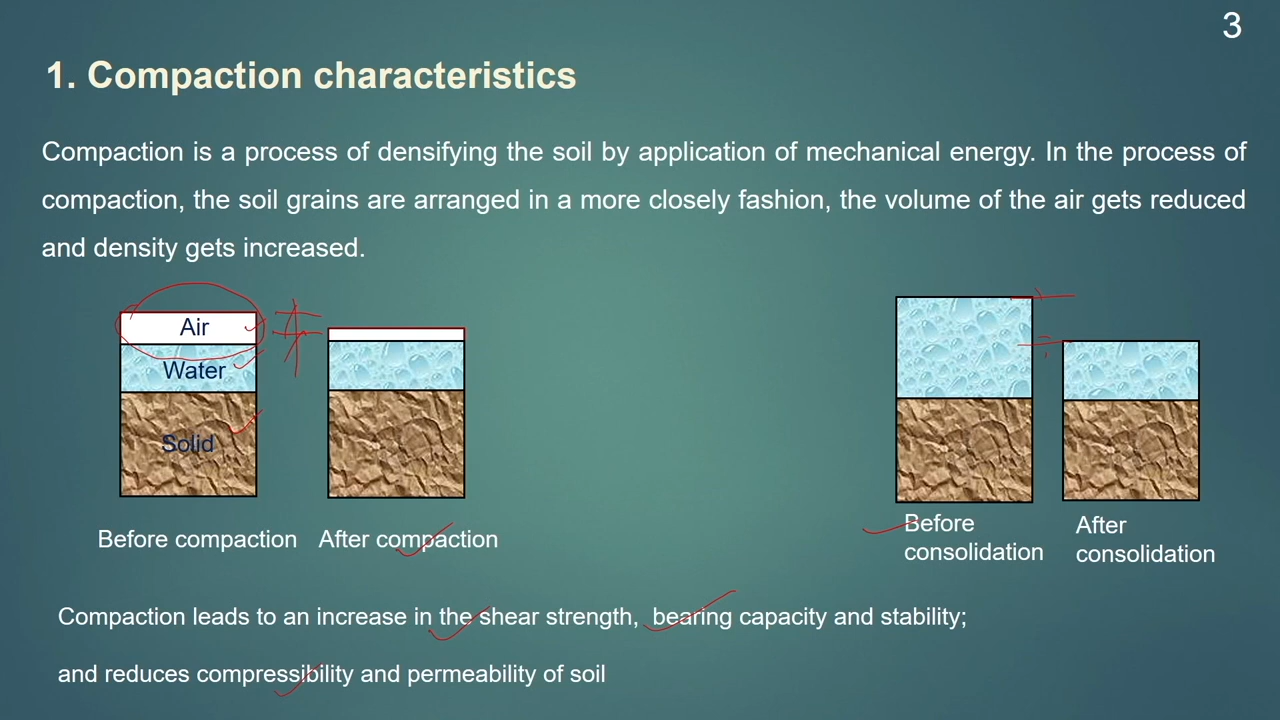 3
1. Compaction characteristics
Compaction is a process of densifying the soil by application of mechanical energy. In the process of
compaction, the soil grains are arranged in a more closely fashion, the volume of the air gets reduced
and density gets increased.
Air
Water
Solid
Before compaction
After compaction
Before
consolidation
After
consolidation
Compaction leads to an increase in the shear strength, bearing capacity and stability;
and reduces compressibility and permeability of soil